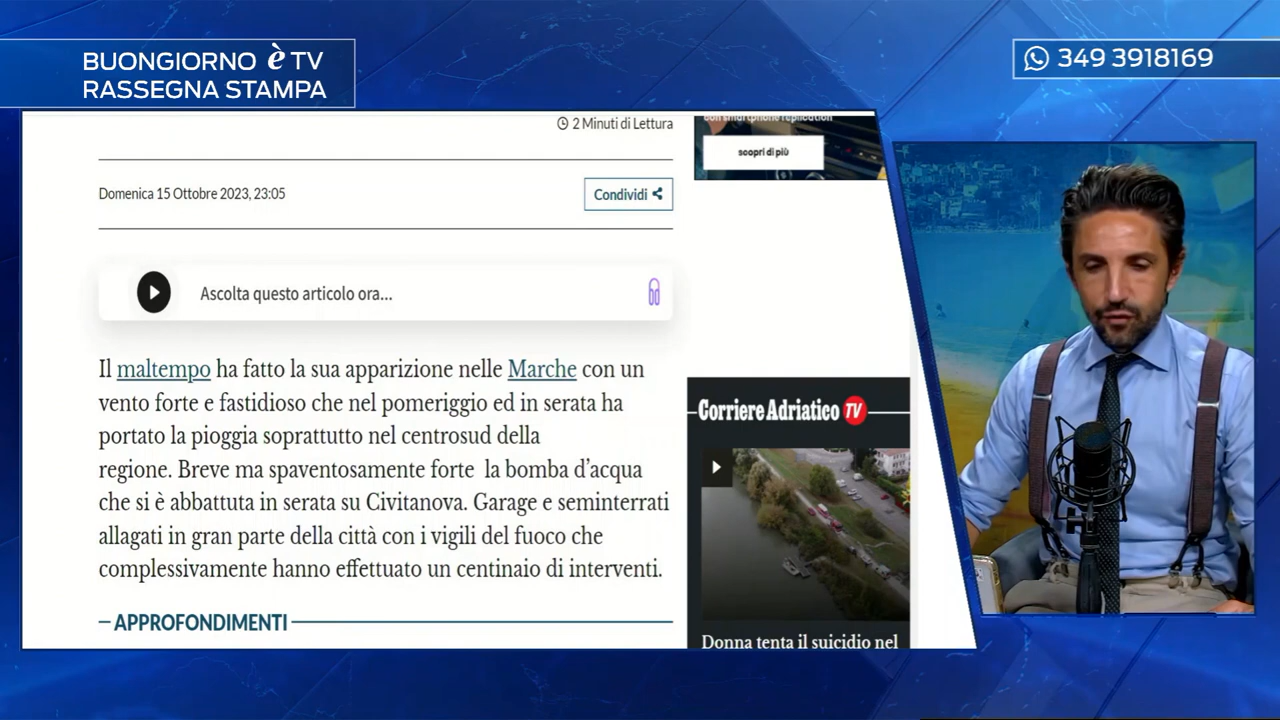 BUONGIORNO è TV
RASSEGNA STAMPA
349 3918169
2 Minuti di Lettura
con smartphone replication
scopri di più
Domenica 15 Ottobre 2023, 23:05
Condividi
Ascolta questo articolo ora...
Il maltempo ha fatto la sua apparizione nelle Marche con un
vento forte e fastidioso che nel pomeriggio ed in serata ha
portato la pioggia soprattutto nel centrosud della
regione. Breve ma spaventosamente forte la bomba d'acqua
che si è abbattuta in serata su Civitanova. Garage e seminterrati
allagati in gran parte della città con i vigili del fuoco che
complessivamente hanno effettuato un centinaio di interventi.
APPROFONDIMENTI
Corriere Adriatico TV
Donna tenta il suicidio nel